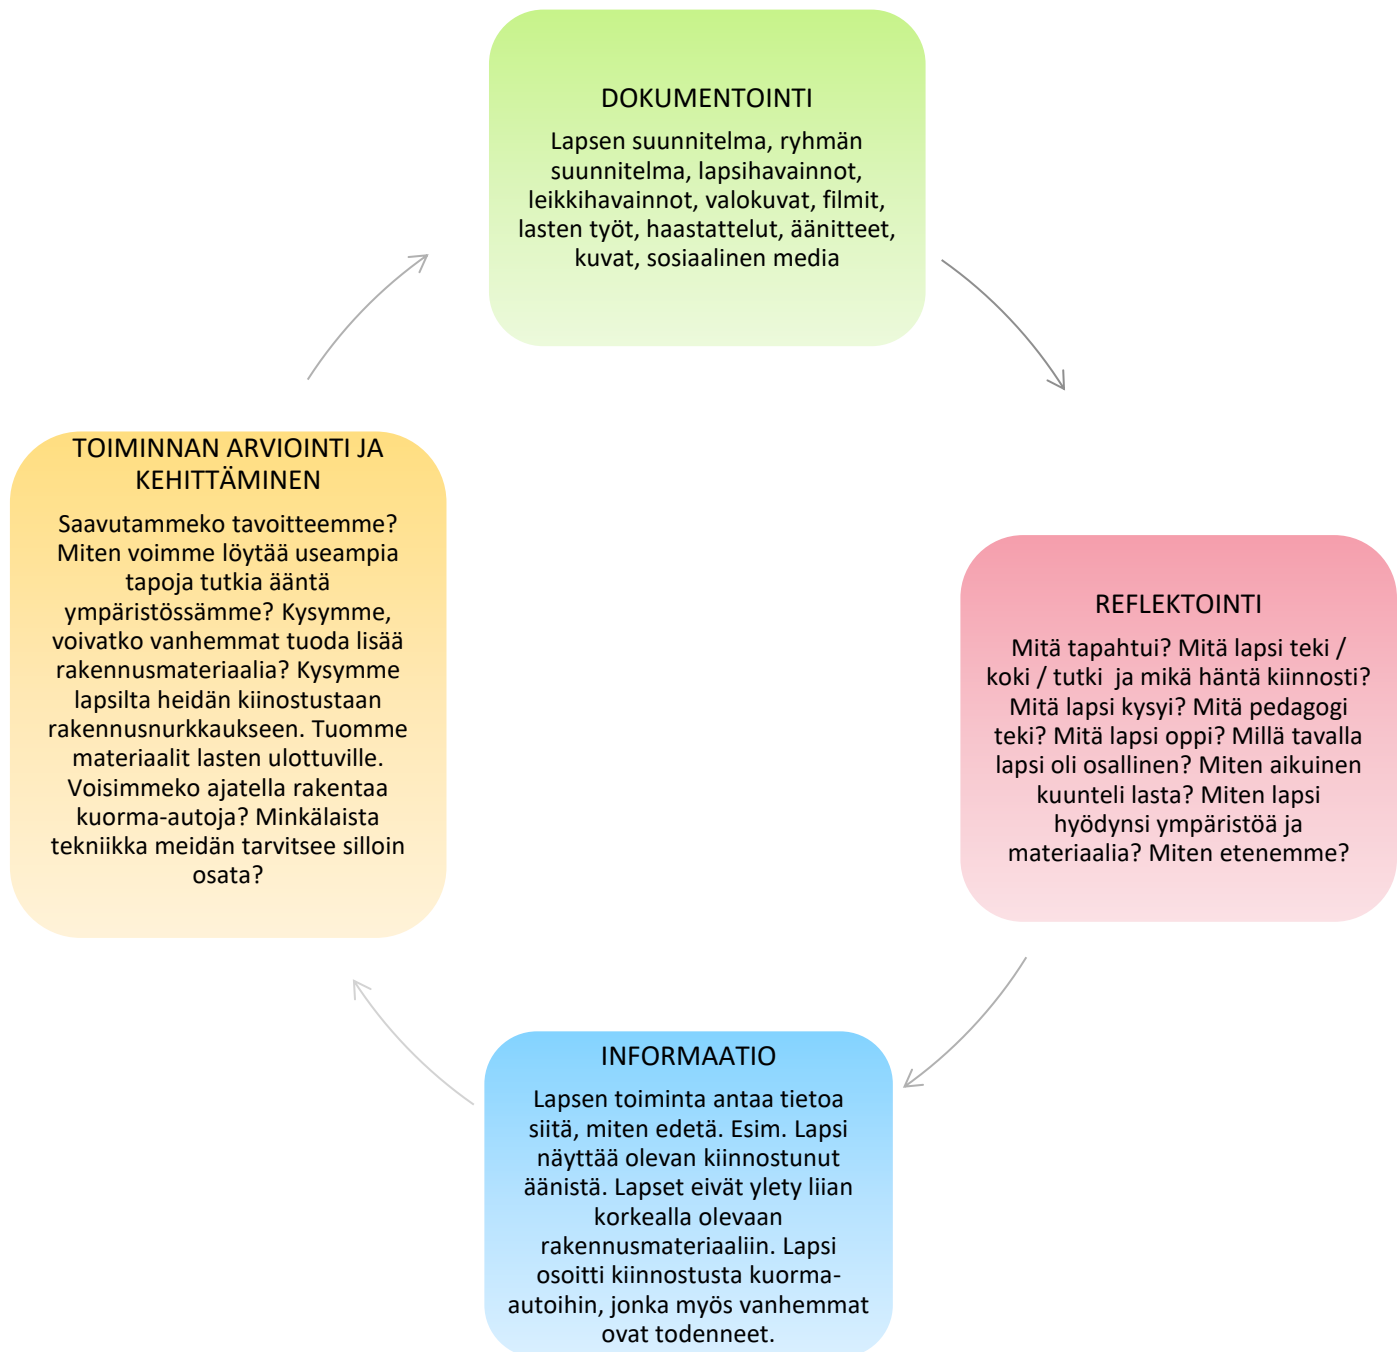 DOKUMENTOINTI
Lapsen suunnitelma, ryhmän
suunnitelma, lapsihavainnot,
leikkihavainnot, valokuvat, filmit,
lasten työt, haastattelut, äänitteet,
kuvat, sosiaalinen media
REFLEKTOINTI
Mitä tapahtui? Mitä lapsi teki /
koki / tutki ja mikä häntä kiinnosti?
Mitä lapsi kysyi? Mitä pedagogi
teki? Mitä lapsi oppi? Millä tavalla
lapsi oli osallinen? Miten aikuinen
kuunteli lasta? Miten lapsi
hyödynsi ympäristöä ja
materiaalia? Miten etenemme?
INFORMAATIO
Lapsen toiminta antaa tietoa
siitä, miten edetä. Esim. Lapsi
näyttää olevan kiinnostunut
äänistä. Lapset eivät ylety liian
korkealla olevaan
rakennusmateriaaliin. Lapsi
osoitti kiinnostusta kuorma-
autoihin, jonka myös vanhemmat
ovat todenneet.
TOIMINNAN ARVIOINTI JA
KEHITTÄMINEN
Saavutammeko tavoitteemme?
Miten voimme löytää useampia
tapoja tutkia ääntä
ympäristössämme? Kysymme,
voivatko vanhemmat tuoda lisää
rakennusmateriaalia? Kysymme
lapsilta heidän kiinostustaan
rakennusnurkkaukseen. Tuomme
materiaalit lasten ulottuville.
Voisimmeko ajatella rakentaa
kuorma-autoja? Minkälaista
tekniikka meidän tarvitsee silloin
osata?